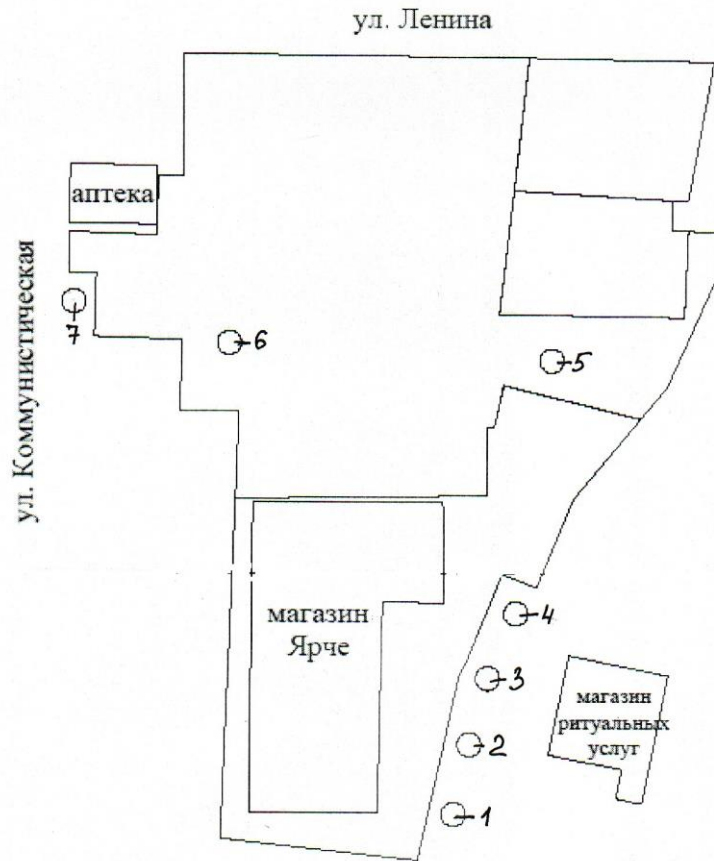 ул. Ленина
аптека
ул. Коммунистическая
7
6
5
магазин
Ярче
4
3
магазин
ритуальных
услуг
2
1